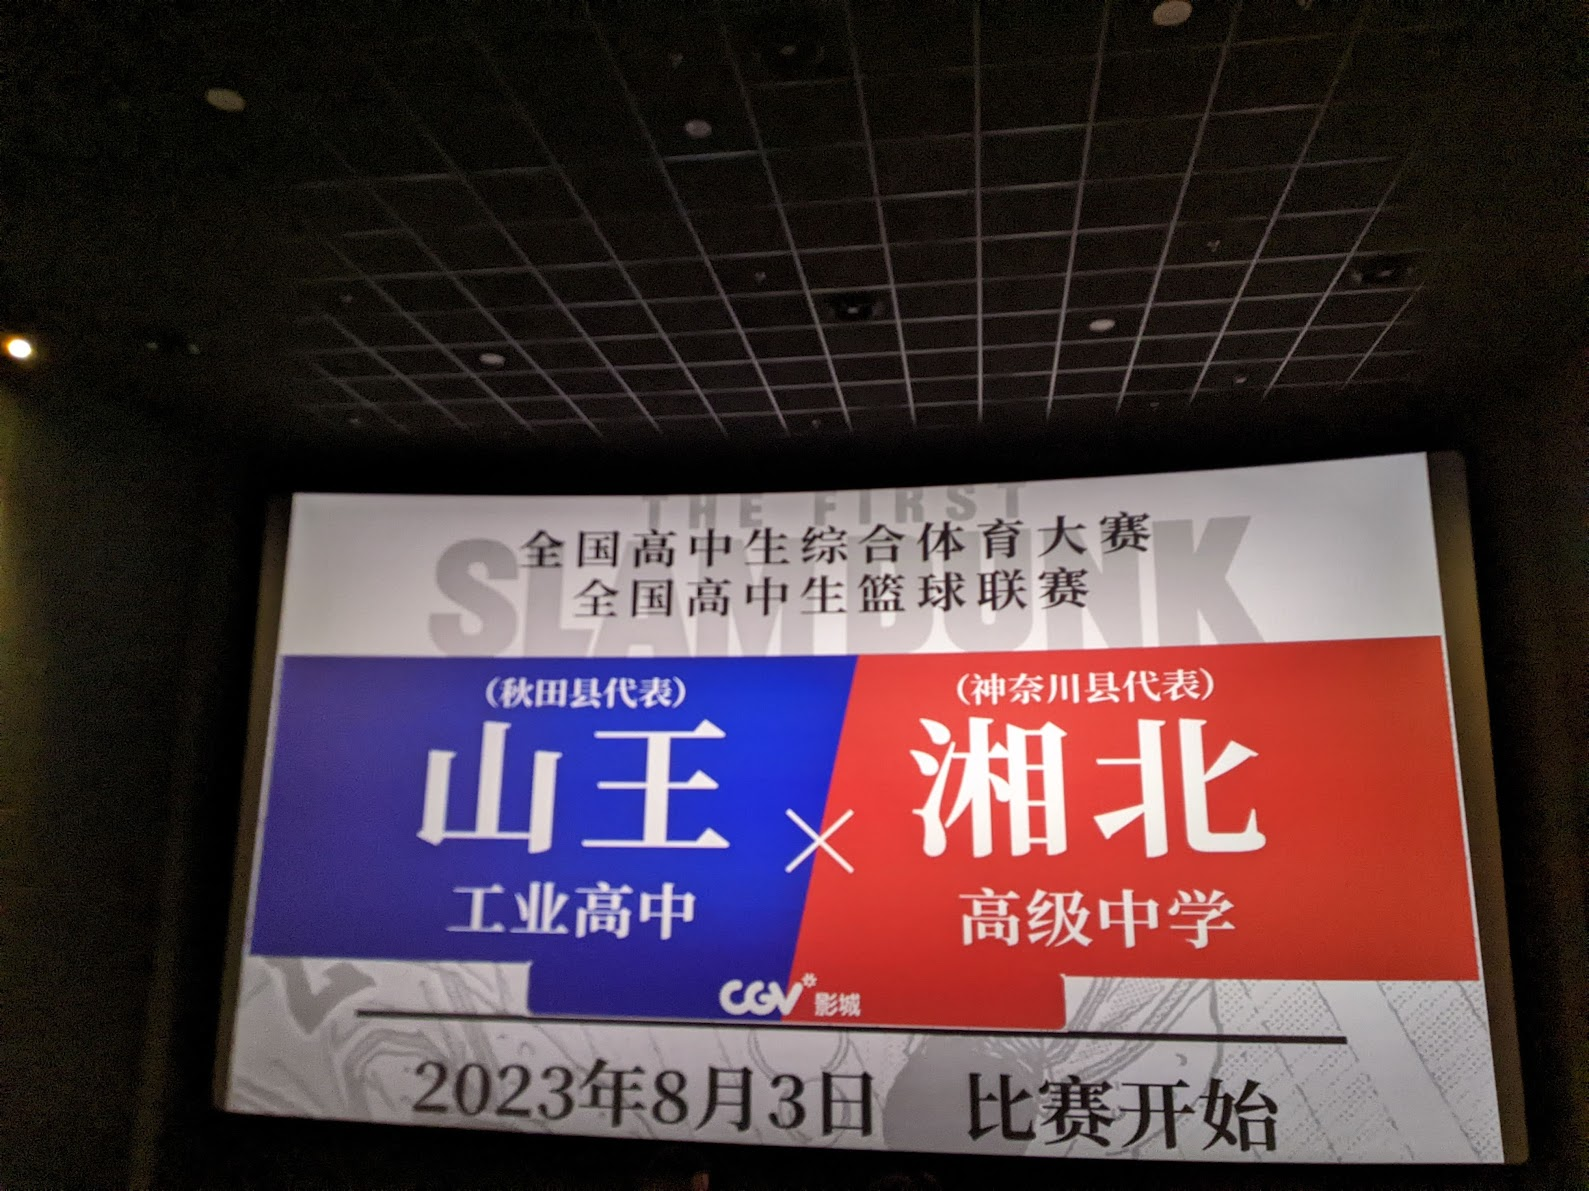 THE FIRST
SLAM DUNK
全国高中生综合体育大赛
全国高中生篮球联赛
(秋田县代表)
山王
工业高中
×
(神奈川县代表)
湘北
高级中学
CGV影城
2023年8月3日 比赛开始